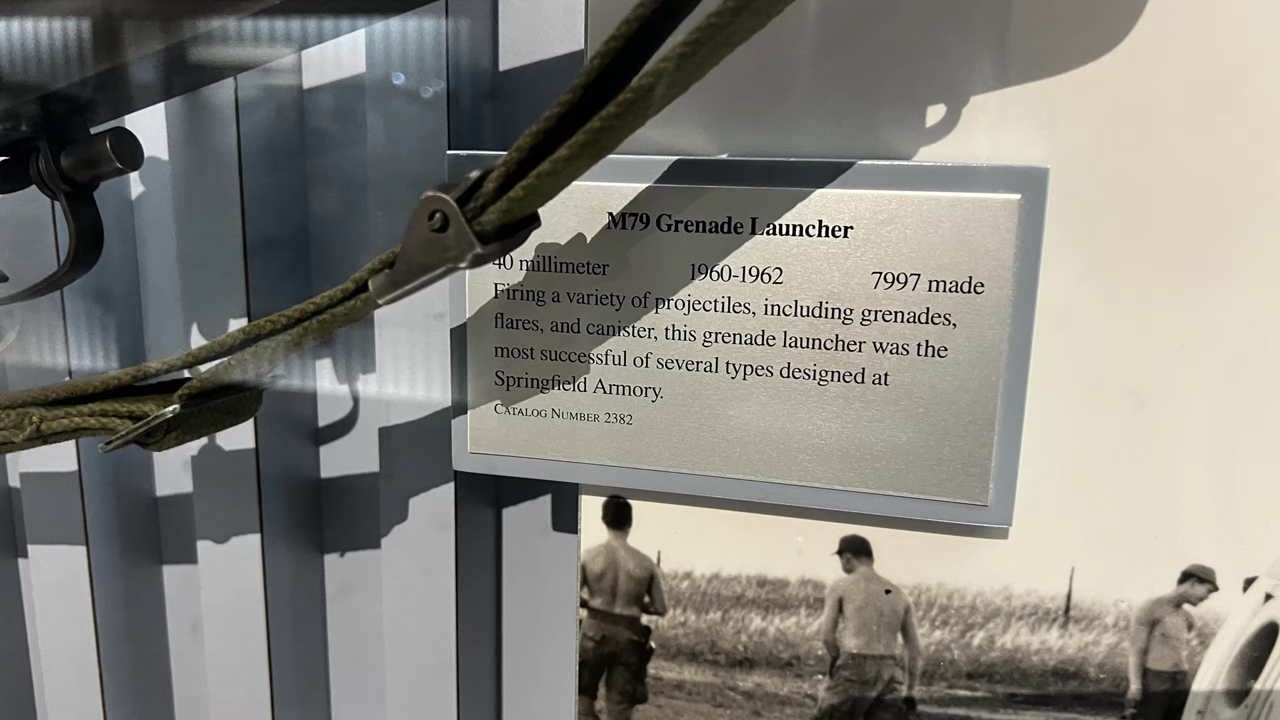 M79 Grenade Launcher
40 millimeter 1960-1962 7997 made
Firing a variety of projectiles, including grenades,
flares, and canister, this grenade launcher was the
most successful of several types designed at
Springfield Armory.
Catalog Number 2382